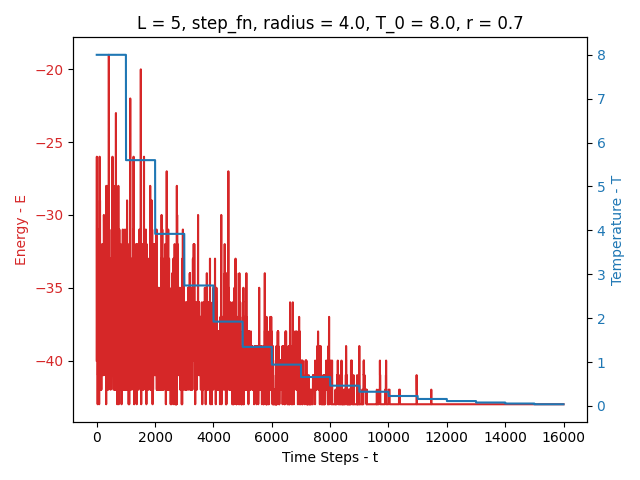 L = 5, step_fn, radius = 4.0, T_0 = 8.0, r = 0.7
Energy - E
−20
−25
−30
−35
−40
8
7
6
5
4
3
2
1
0
Temperature - T
0 2000 4000 6000 8000 10000 12000 14000 16000
Time Steps - t